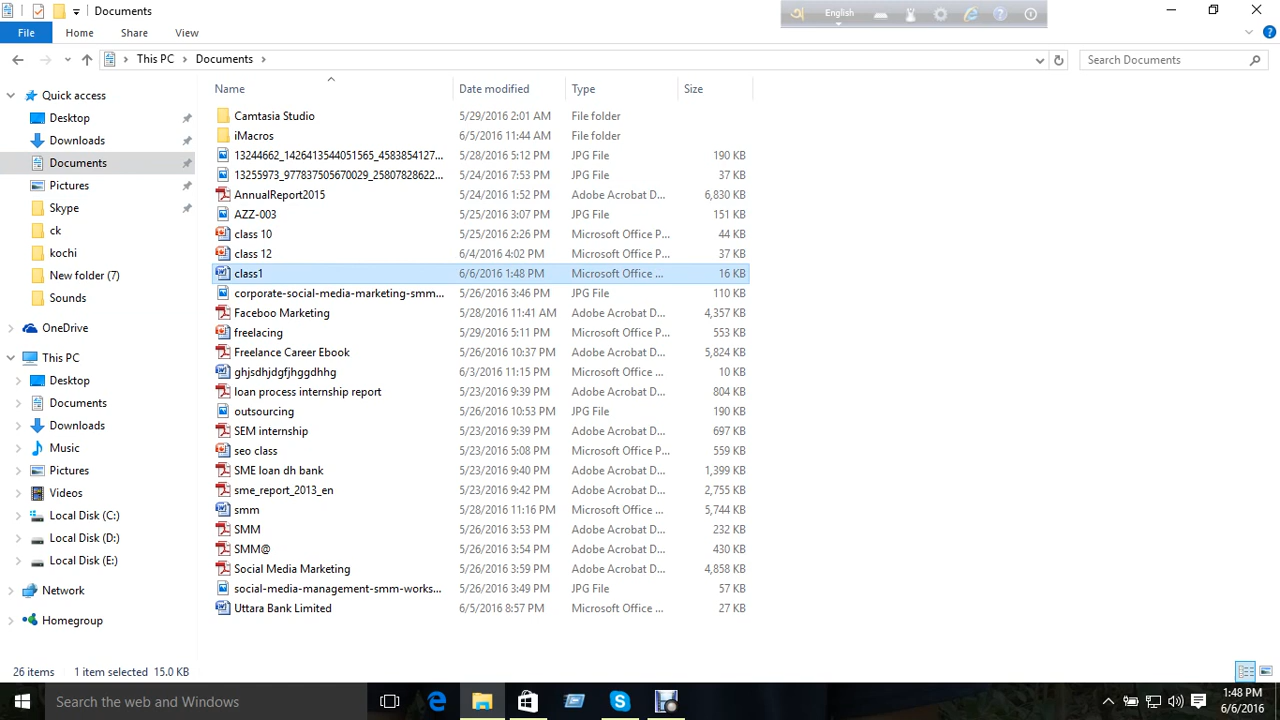 Documents
English
File Home Share View
This PC Documents
Search Documents
Name Date modified Type Size
Quick access
Desktop
Downloads
Documents
Pictures
Skype
ck
kochi
New folder (7)
Sounds
OneDrive
This PC
Desktop
Documents
Downloads
Music
Pictures
Videos
Local Disk (C:)
Local Disk (D:)
Local Disk (E:)
Network
Homegroup
Camtasia Studio 5/29/2016 2:01 AM File folder
iMacros 6/5/2016 11:44 AM File folder
13244662_1426413544051565_4583854127... 5/28/2016 5:12 PM JPG File 190 KB
13255973_977837505670029_25807828622... 5/24/2016 7:53 PM JPG File 37 KB
AnnualReport2015 5/24/2016 1:52 PM Adobe Acrobat D... 6,830 KB
AZZ-003 5/25/2016 3:07 PM JPG File 151 KB
class 10 5/25/2016 2:26 PM Microsoft Office P... 44 KB
class 12 6/4/2016 4:02 PM Microsoft Office P... 37 KB
class1 6/6/2016 1:48 PM Microsoft Office ... 16 KB
corporate-social-media-marketing-smm... 5/26/2016 3:46 PM JPG File 110 KB
Faceboo Marketing 5/28/2016 11:41 AM Adobe Acrobat D... 4,357 KB
freelacing 5/29/2016 5:11 PM Microsoft Office P... 553 KB
Freelance Career Ebook 5/26/2016 10:37 PM Adobe Acrobat D... 5,824 KB
ghjsdhjdgfjhggdhhg 6/3/2016 11:15 PM Microsoft Office ... 10 KB
loan process internship report 5/23/2016 9:39 PM Adobe Acrobat D... 804 KB
outsourcing 5/26/2016 10:53 PM JPG File 190 KB
SEM internship 5/23/2016 9:39 PM Adobe Acrobat D... 697 KB
seo class 5/23/2016 5:08 PM Microsoft Office P... 559 KB
SME loan dh bank 5/23/2016 9:40 PM Adobe Acrobat D... 1,399 KB
sme_report_2013_en 5/23/2016 9:42 PM Adobe Acrobat D... 2,755 KB
smm 5/28/2016 11:16 PM Microsoft Office ... 5,744 KB
SMM 5/26/2016 3:53 PM Adobe Acrobat D... 232 KB
SMM@ 5/26/2016 3:54 PM Adobe Acrobat D... 430 KB
Social Media Marketing 5/26/2016 3:59 PM Adobe Acrobat D... 4,858 KB
social-media-management-smm-works... 5/26/2016 3:49 PM JPG File 57 KB
Uttara Bank Limited 6/5/2016 8:57 PM Microsoft Office ... 27 KB
26 items 1 item selected 15.0 KB
Search the web and Windows
1:48 PM
6/6/2016